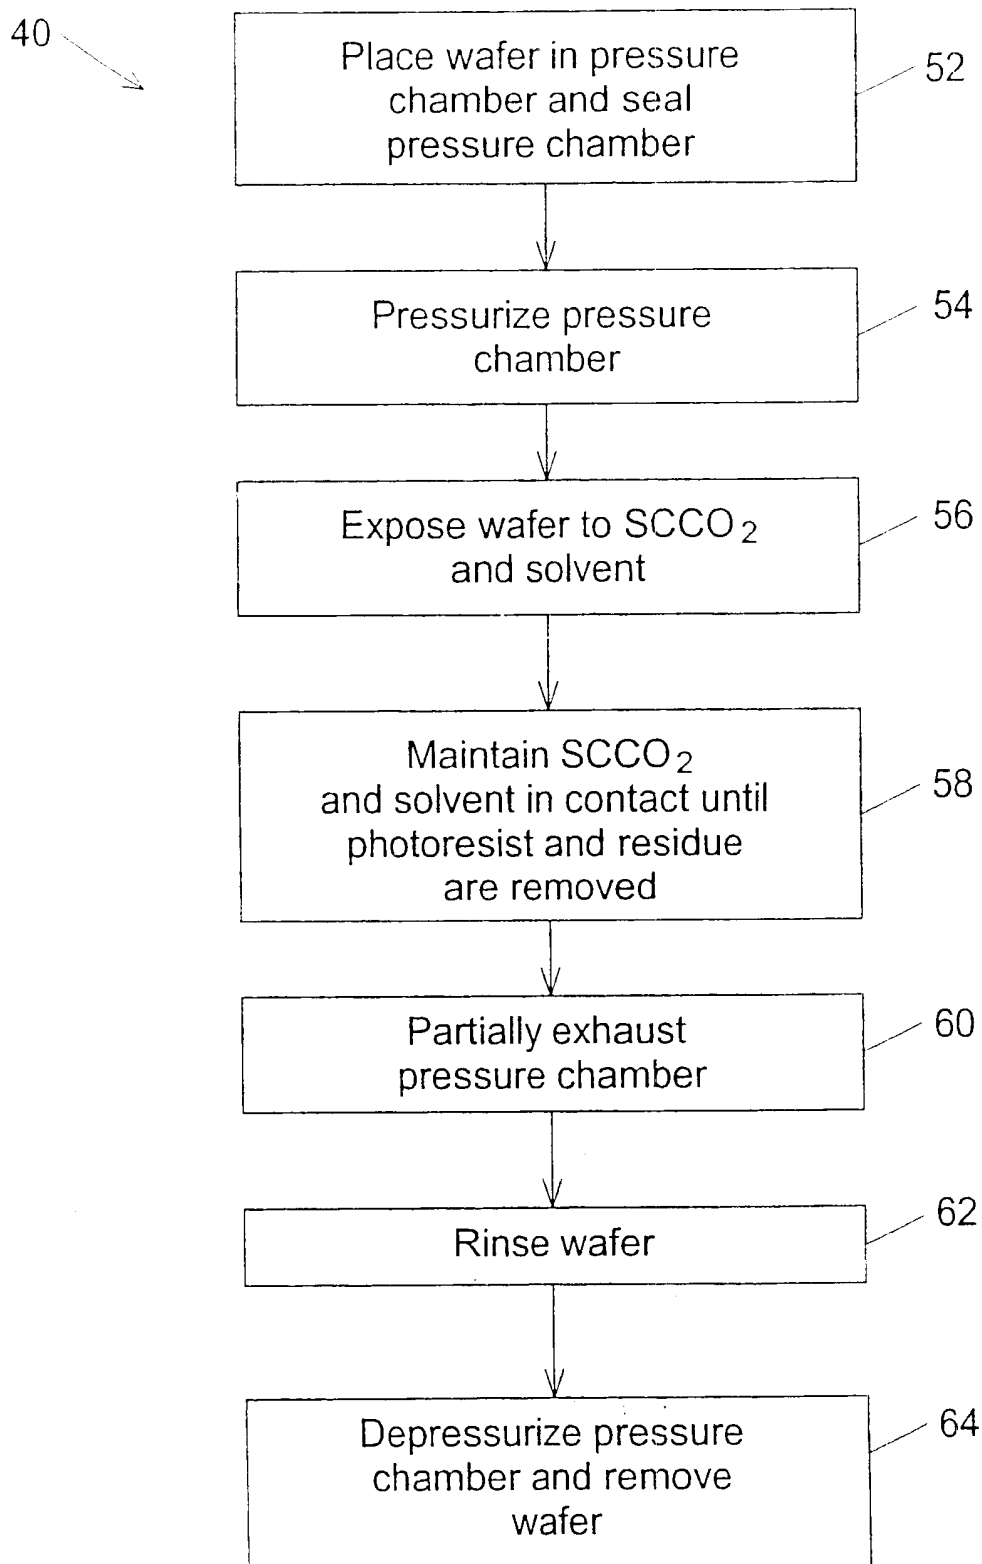 40
Place wafer in pressure
chamber and seal
pressure chamber
52
Pressurize pressure
chamber
54
Expose wafer to SCCO2
and solvent
56
Maintain SCCO2
and solvent in contact until
photoresist and residue
are removed
58
Partially exhaust
pressure chamber
60
Rinse wafer
62
Depressurize pressure
chamber and remove
wafer
64